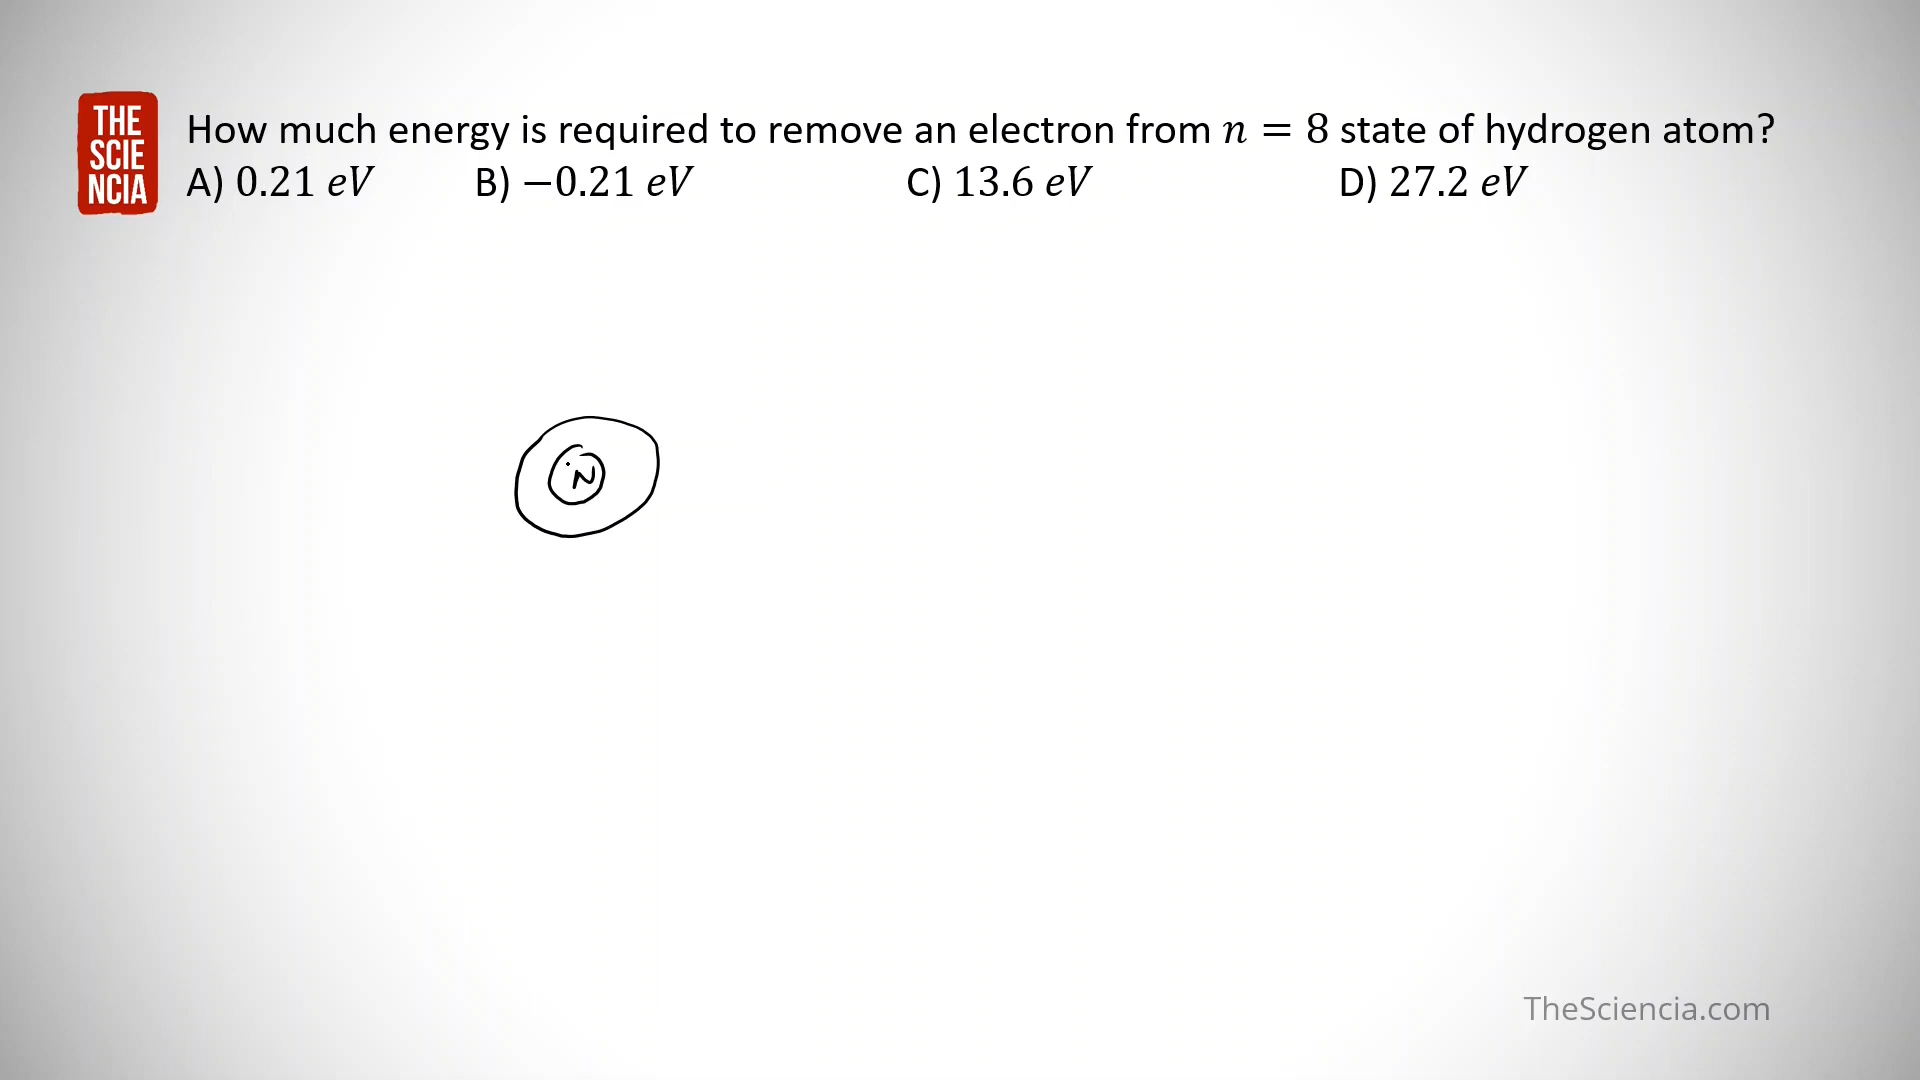 THE
SCIE
NCIA
How much energy is required to remove an electron from n = 8 state of hydrogen atom?
A) 0.21 eV B) −0.21 eV C) 13.6 eV D) 27.2 eV
N
TheSciencia.com